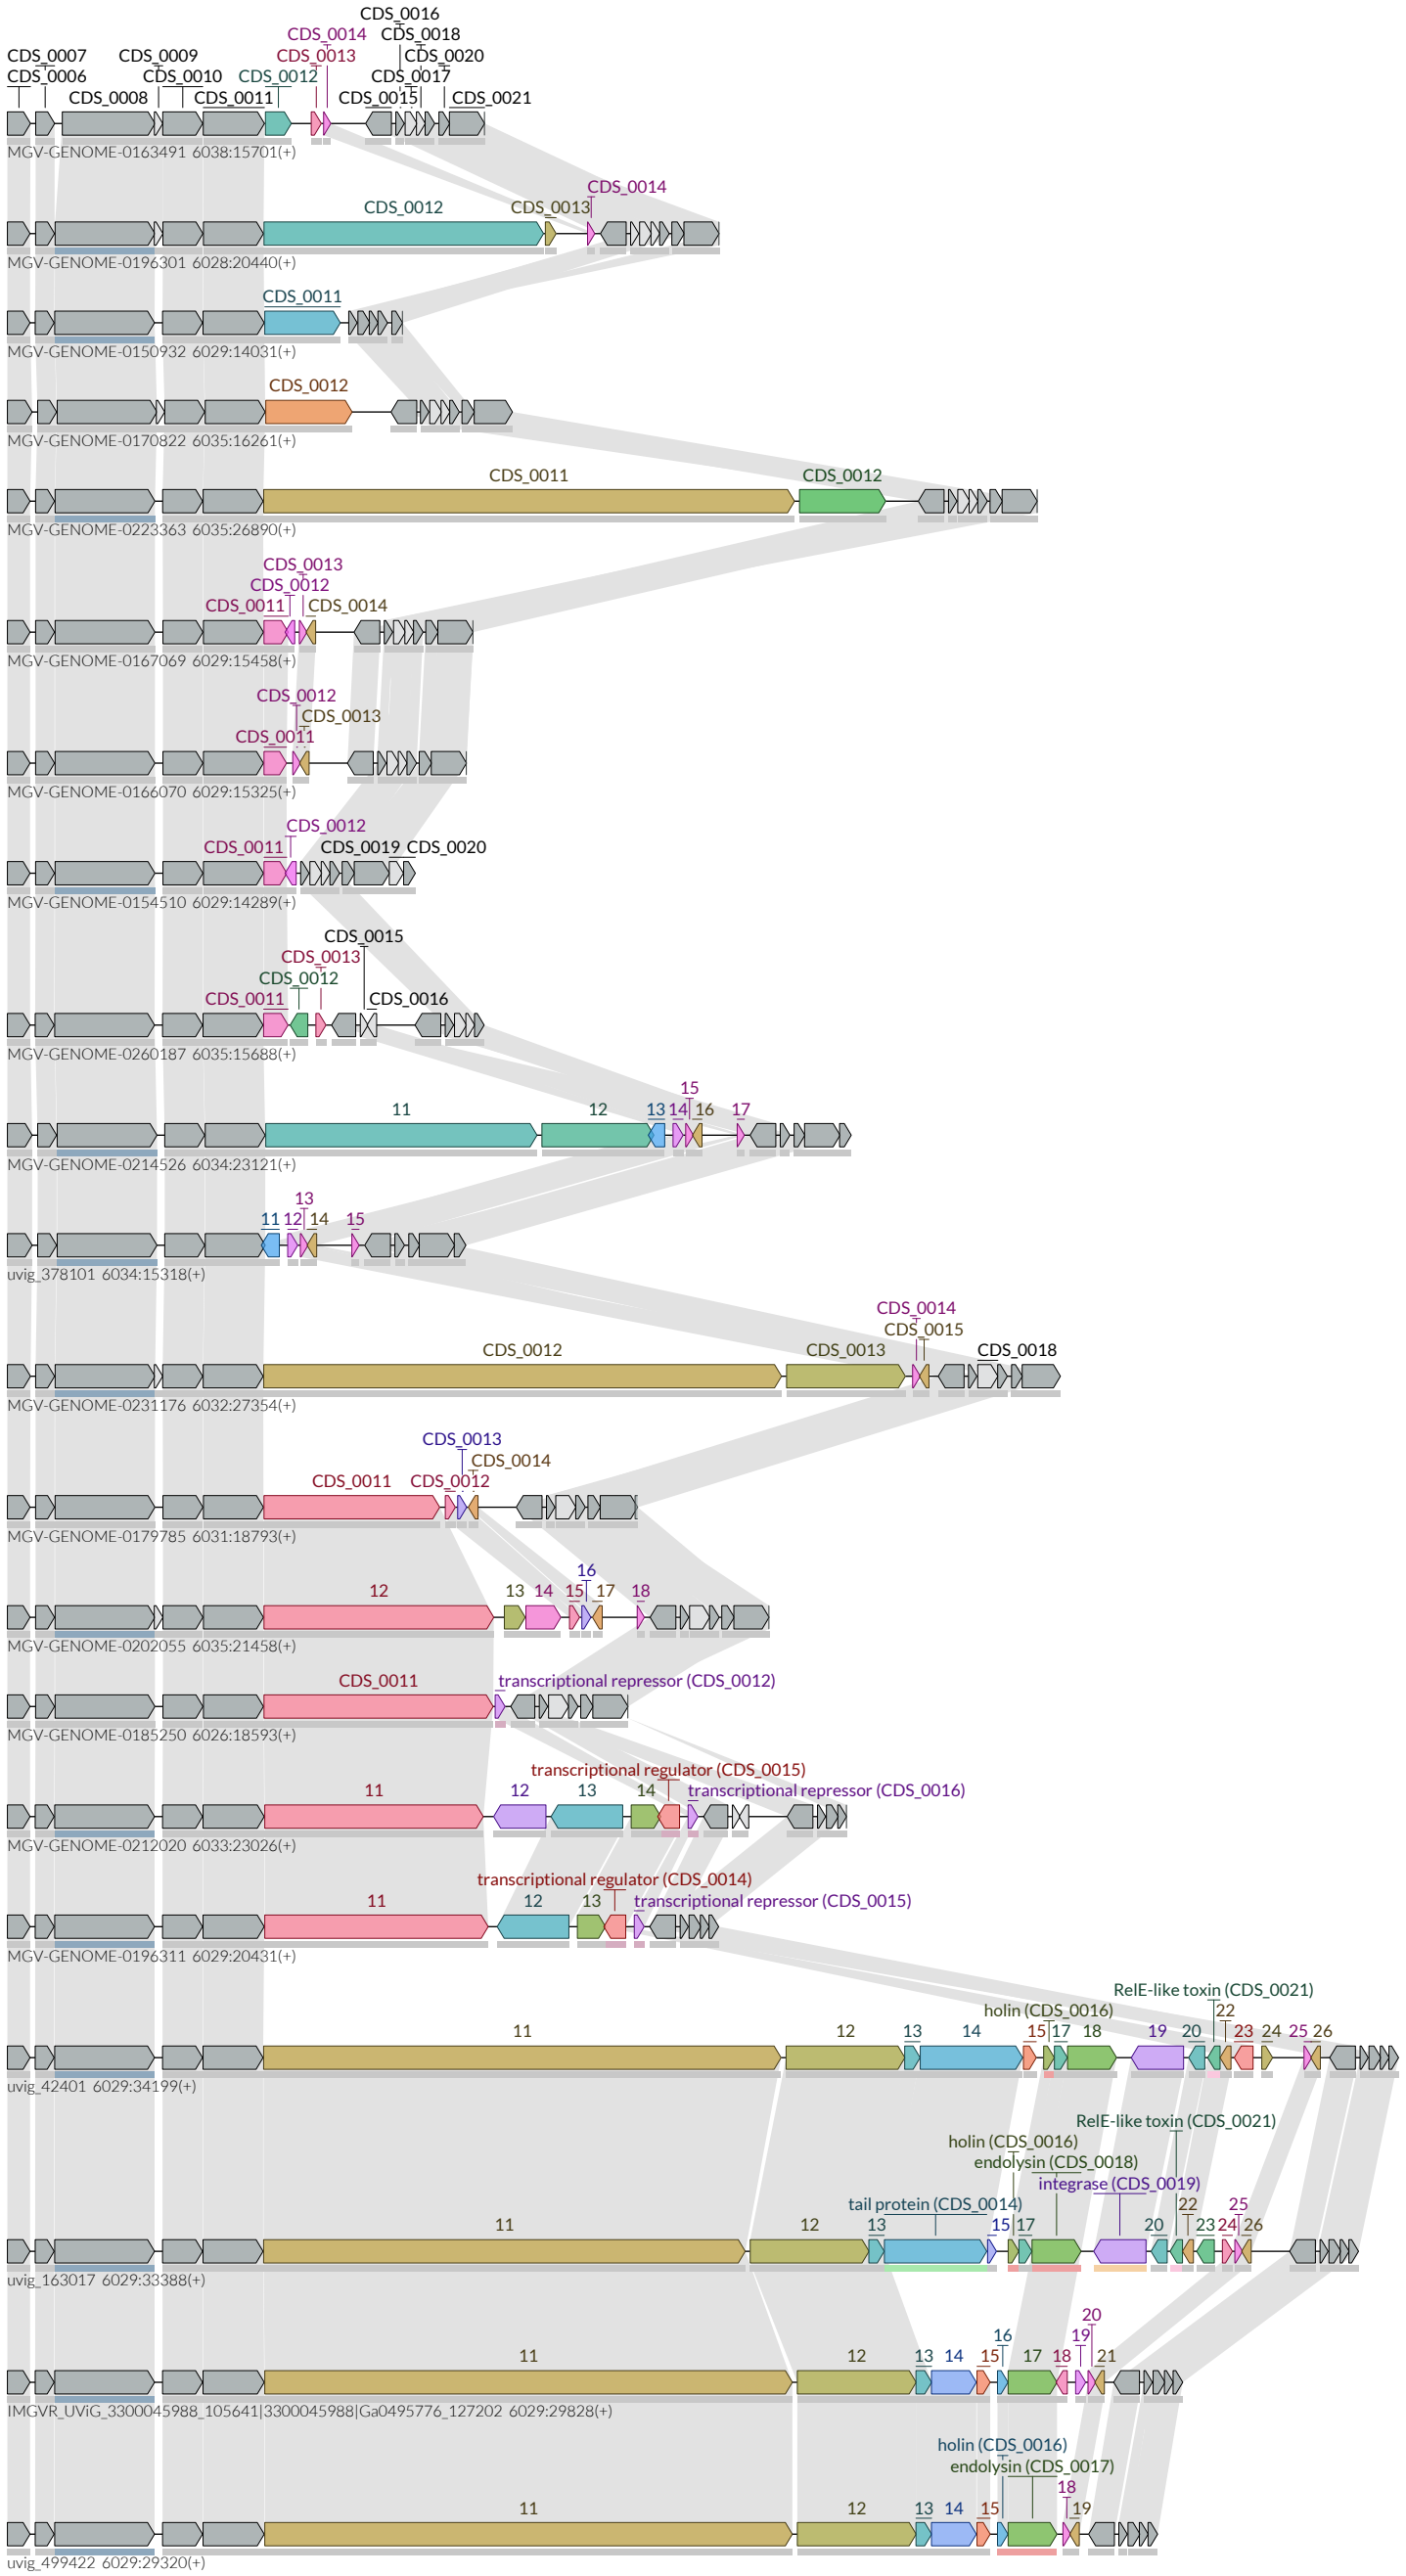 CDS_0016
CDS_0014 CDS_0018
CDS_0007 CDS_0009 CDS_0013 CDS_0020
CDS_0006 CDS_0010 CDS_0012 CDS_0017
CDS_0008 CDS_0011 CDS_0015 CDS_0021
MGV-GENOME-0163491 6038:15701(+)
CDS_0014
CDS_0012 CDS_0013
MGV-GENOME-0196301 6028:20440(+)
CDS_0011
MGV-GENOME-0150932 6029:14031(+)
CDS_0012
MGV-GENOME-0170822 6035:16261(+)
CDS_0011 CDS_0012
MGV-GENOME-0223363 6035:26890(+)
CDS_0013
CDS_0012
CDS_0011 CDS_0014
MGV-GENOME-0167069 6029:15458(+)
CDS_0012
CDS_0013
CDS_0011
MGV-GENOME-0166070 6029:15325(+)
CDS_0012
CDS_0011 CDS_0019 CDS_0020
MGV-GENOME-0154510 6029:14289(+)
CDS_0015
CDS_0013
CDS_0012
CDS_0011 CDS_0016
MGV-GENOME-0260187 6035:15688(+)
15
11 12 13 14 16 17
MGV-GENOME-0214526 6034:23121(+)
13
11 12 14 15
uvig_378101 6034:15318(+)
CDS_0014
CDS_0015
CDS_0012 CDS_0013 CDS_0018
MGV-GENOME-0231176 6032:27354(+)
CDS_0013
CDS_0014
CDS_0011 CDS_0012
MGV-GENOME-0179785 6031:18793(+)
16
12 13 14 15 17 18
MGV-GENOME-0202055 6035:21458(+)
CDS_0011 transcriptional repressor (CDS_0012)
MGV-GENOME-0185250 6026:18593(+)
transcriptional regulator (CDS_0015)
11 12 13 14 transcriptional repressor (CDS_0016)
MGV-GENOME-0212020 6033:23026(+)
transcriptional regulator (CDS_0014)
11 12 13 transcriptional repressor (CDS_0015)
MGV-GENOME-0196311 6029:20431(+)
RelE-like toxin (CDS_0021)
holin (CDS_0016) 22
11 12 13 14 15 17 18 19 20 23 24 25 26
uvig_42401 6029:34199(+)
RelE-like toxin (CDS_0021)
holin (CDS_0016)
endolysin (CDS_0018)
integrase (CDS_0019)
tail protein (CDS_0014) 22 25
11 12 13 15 17 20 23 24 26
uvig_163017 6029:33388(+)
20
16 19
11 12 13 14 15 17 18 21
IMGVR_UViG_3300045988_105641|3300045988|Ga0495776_127202 6029:29828(+)
holin (CDS_0016)
endolysin (CDS_0017)
18
11 12 13 14 15 19
uvig_499422 6029:29320(+)